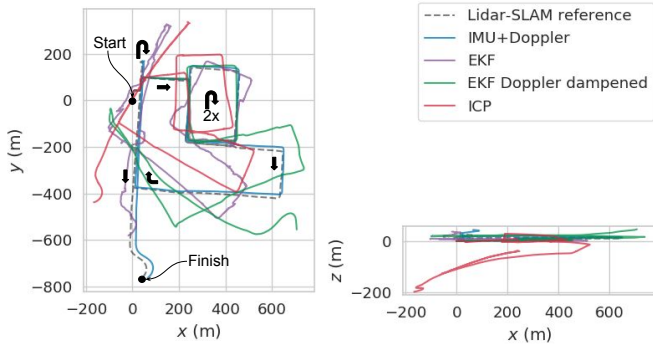 Start
2x
Finish
200
0
−200
−400
−600
−800
y (m)
−200
0
200
400
600
x (m)
Lidar-SLAM reference
IMU+Doppler
EKF
EKF Doppler dampened
ICP
0
−200
z (m)
−200
0
200
400
600
x (m)